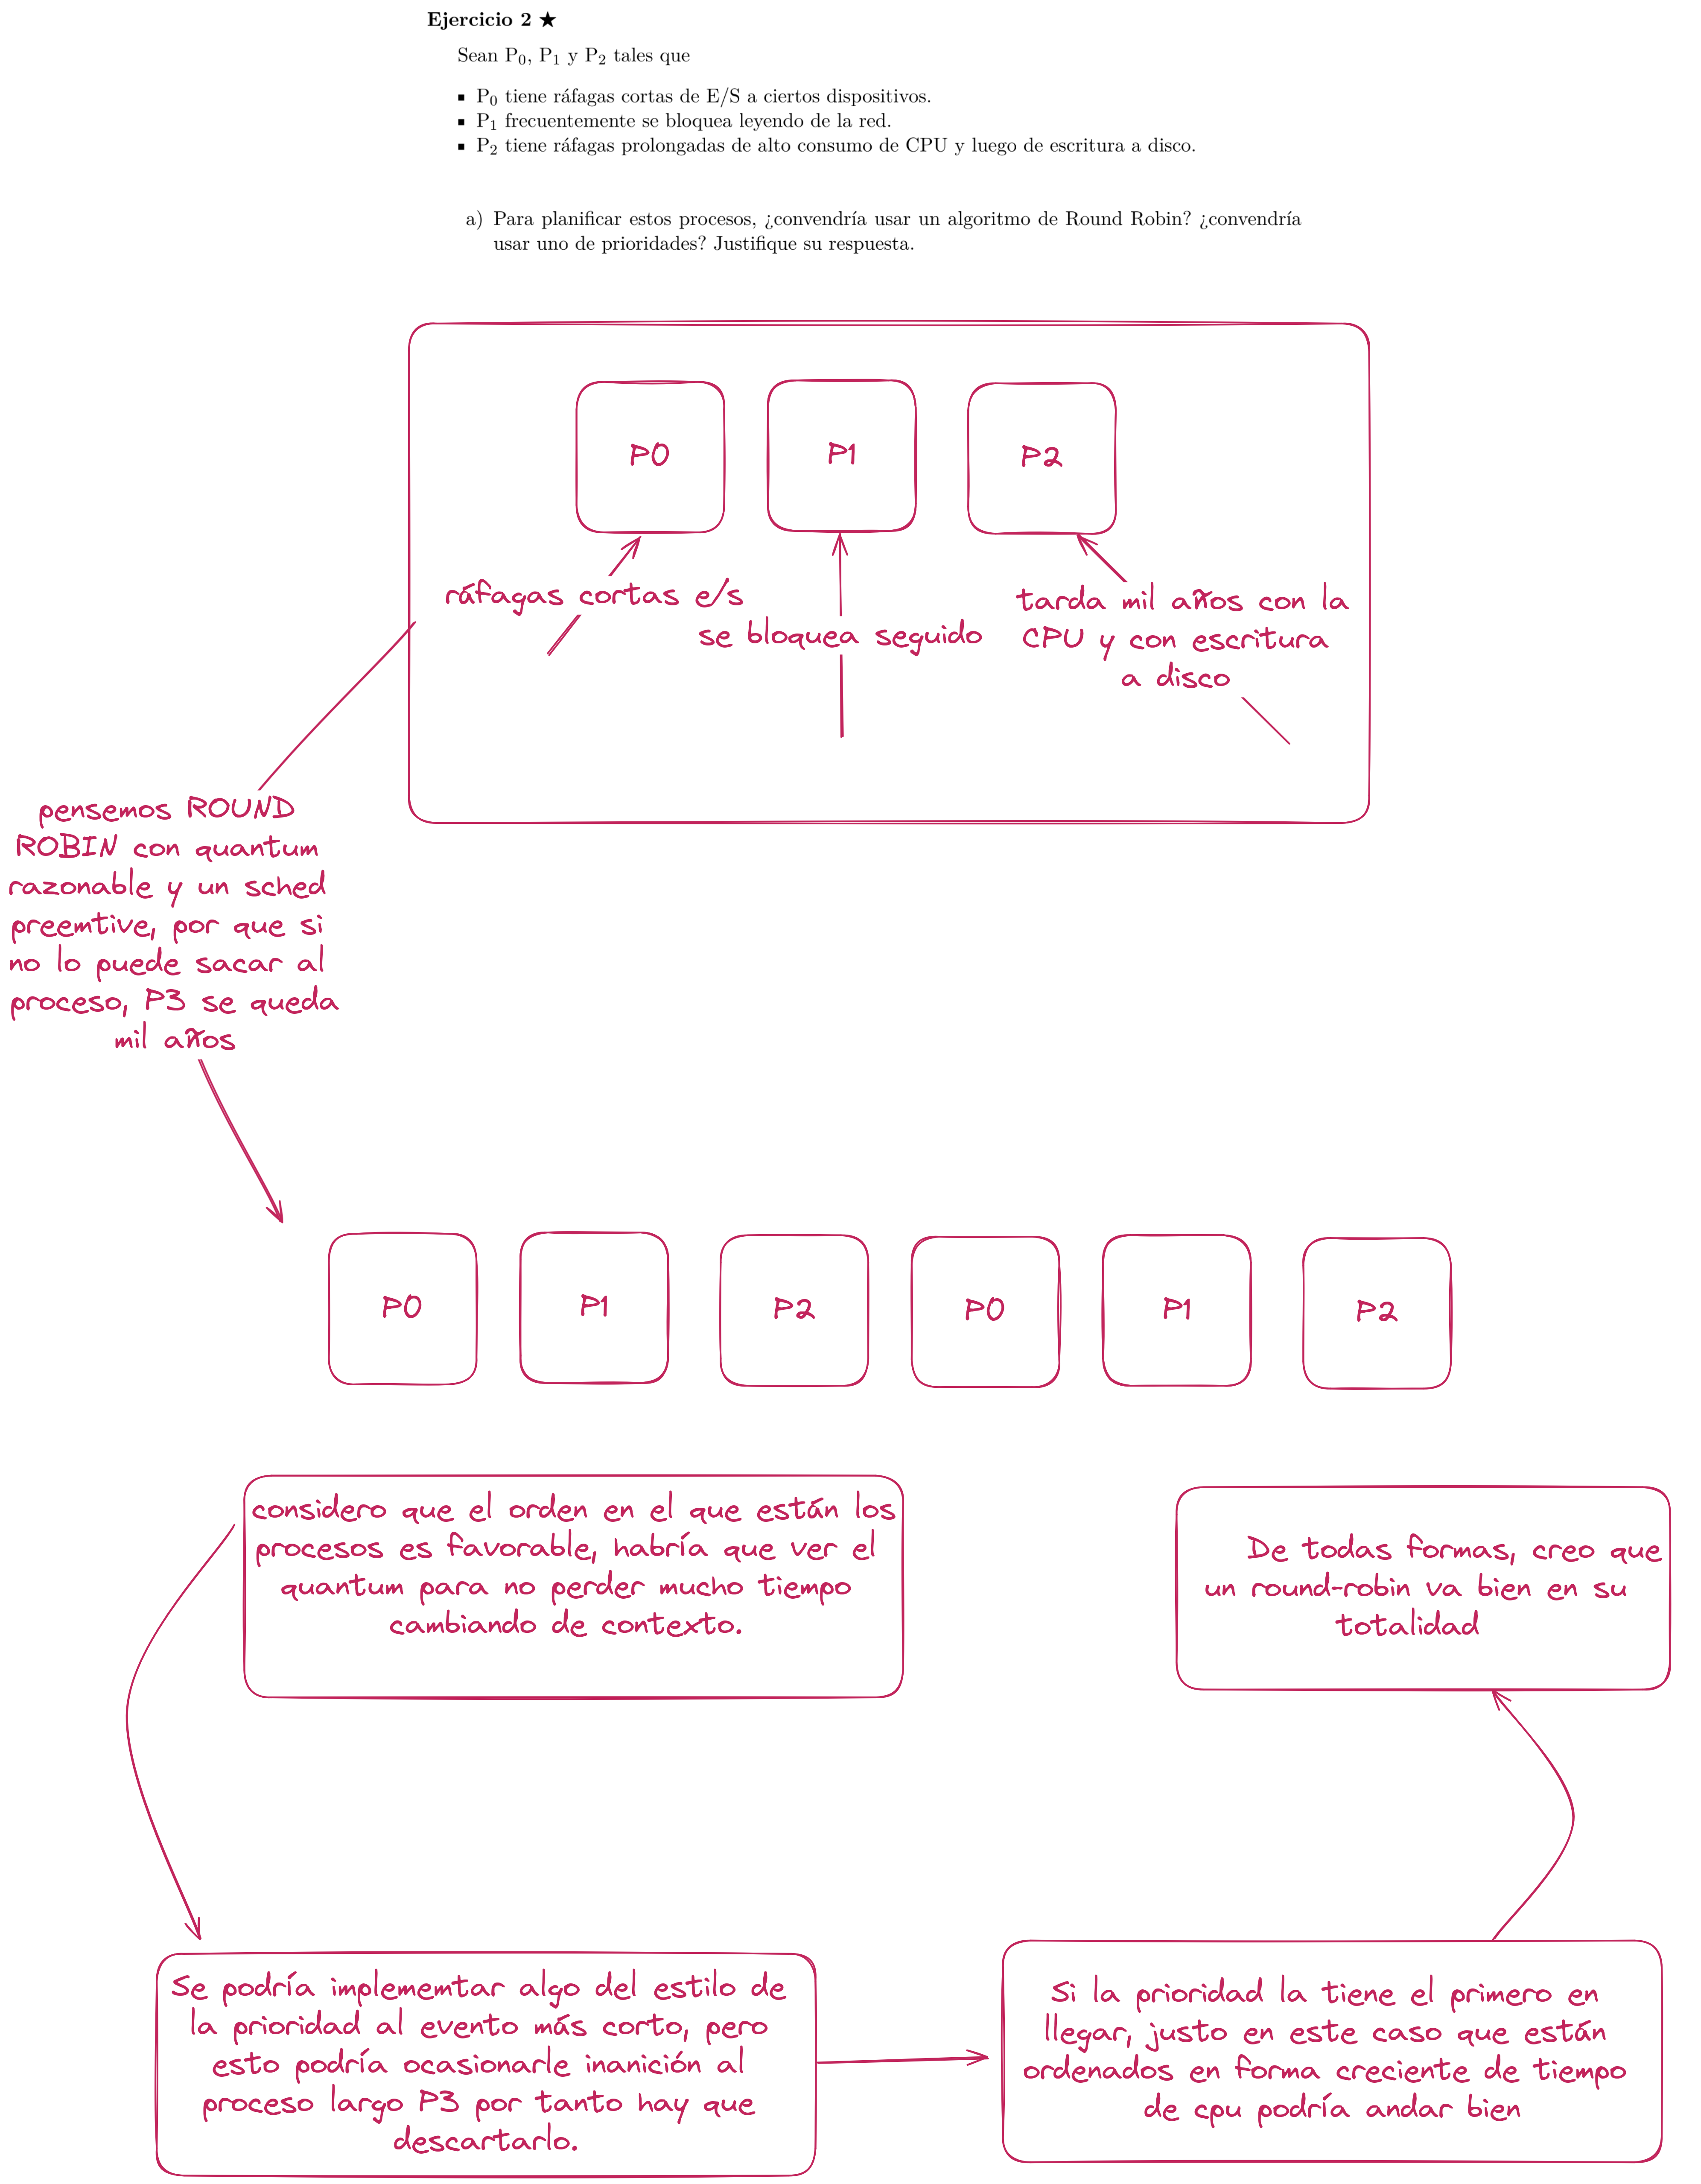 Ejercicio 2 ★
Sean P₀, P₁ y P₂ tales que
▪ P₀ tiene ráfagas cortas de E/S a ciertos dispositivos.
▪ P₁ frecuentemente se bloquea leyendo de la red.
▪ P₂ tiene ráfagas prolongadas de alto consumo de CPU y luego de escritura a disco.
a) Para planificar estos procesos, ¿convendría usar un algoritmo de Round Robin? ¿convendría
usar uno de prioridades? Justifique su respuesta.
P0
P1
P2
ráfagas cortas e/s
se bloquea seguido
tarda mil años con la
CPU y con escritura
a disco
pensemos ROUND
ROBIN con quantum
razonable y un sched
preemtive, por que si
no lo puede sacar al
proceso, P3 se queda
mil años
P0
P1
P2
P0
P1
P2
considero que el orden en el que están los
procesos es favorable, habría que ver el
quantum para no perder mucho tiempo
cambiando de contexto.
De todas formas, creo que
un round-robin va bien en su
totalidad
Se podría implementar algo del estilo de
la prioridad al evento más corto, pero
esto podría ocasionarle inanición al
proceso largo P3 por tanto hay que
descartarlo.
Si la prioridad la tiene el primero en
llegar, justo en este caso que están
ordenados en forma creciente de tiempo
de cpu podría andar bien